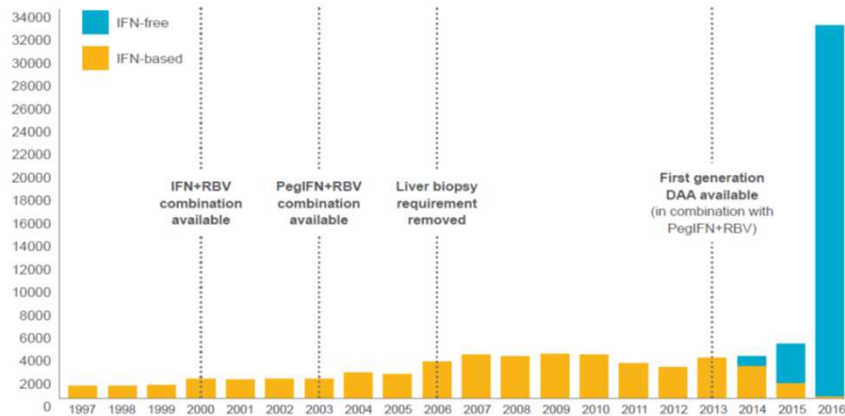 34000
32000
30000
28000
26000
24000
22000
20000
18000
16000
14000
12000
10000
8000
6000
4000
2000
0
IFN-free
IFN-based
IFN+RBV
combination
available
PegIFN+RBV
combination
available
Liver biopsy
requirement
removed
First generation
DAA available
(in combination with
PegIFN+RBV)
1997 1998 1999 2000 2001 2002 2003 2004 2005 2006 2007 2008 2009 2010 2011 2012 2013 2014 2015 2016